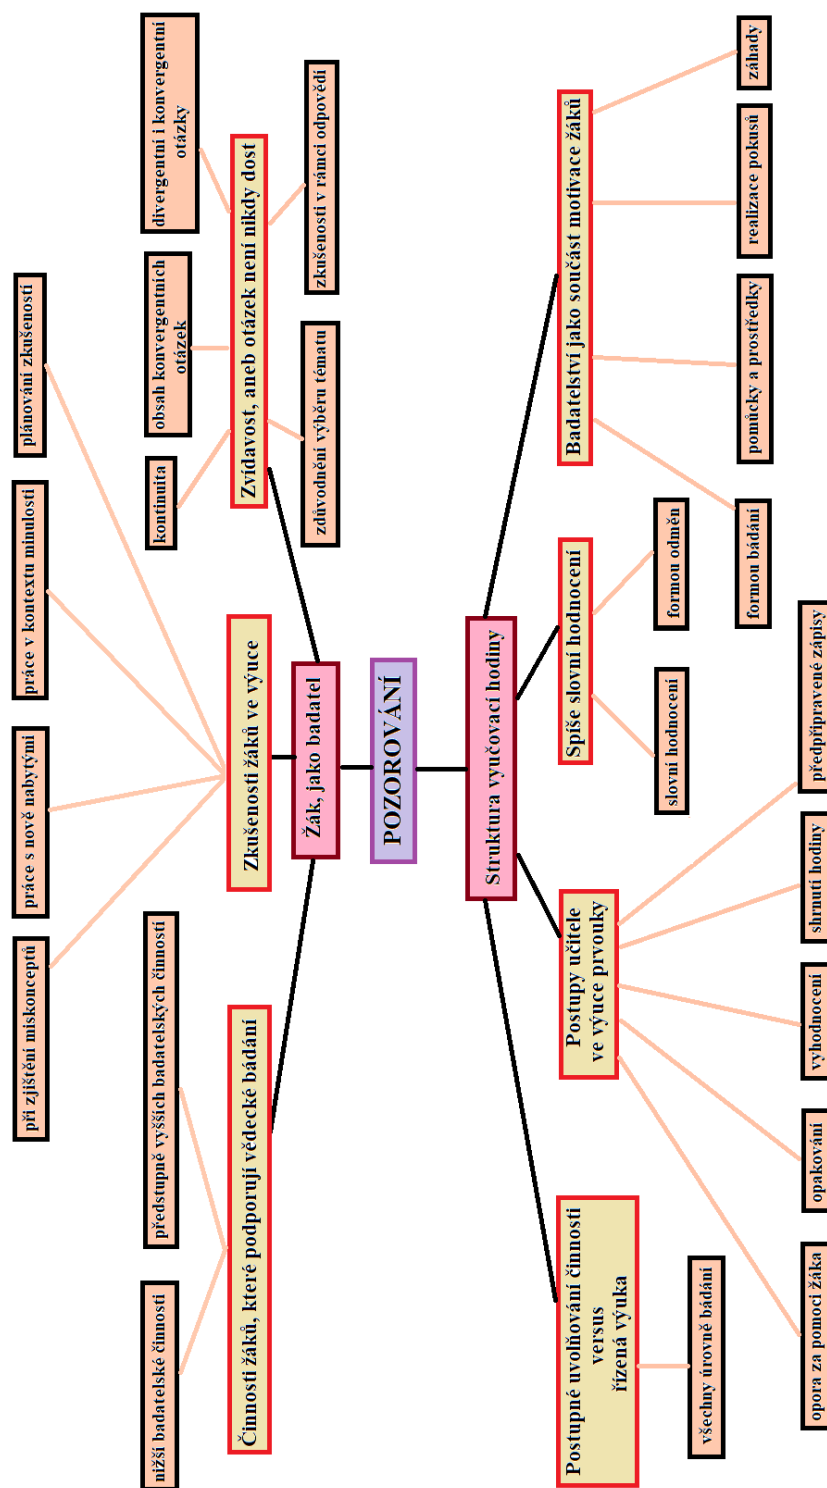 při zjištění miskonceptů
práce s nově nabytými
práce v kontextu minulosti
plánování zkušeností
nižší badatelské činnosti
předstupně vyšších badatelských činností
kontinuita
obsah konvergentních
otázek
divergentní i konvergentní
otázky
Činnosti žáků, které podporují vědecké bádání
Zkušenosti žáků ve výuce
Zvídavost, aneb otázek není nikdy dost
Žák, jako badatel
zdůvodnění výběru tématu
zkušenosti v rámci odpovědí
POZOROVÁNÍ
Struktura vyučovací hodiny
Postupné uvolňování činnosti
versus
řízená výuka
Postupy učitele
ve výuce prvouky
Spíše slovní hodnocení
Badatelství jako součást motivace žáků
všechny úrovně bádání
slovní hodnocení
formou odměn
formou bádání
pomůcky a prostředky
realizace pokusů
záhady
opora za pomoci žáka
opakování
vyhodnocení
shrnutí hodiny
předpřipravené zápisy